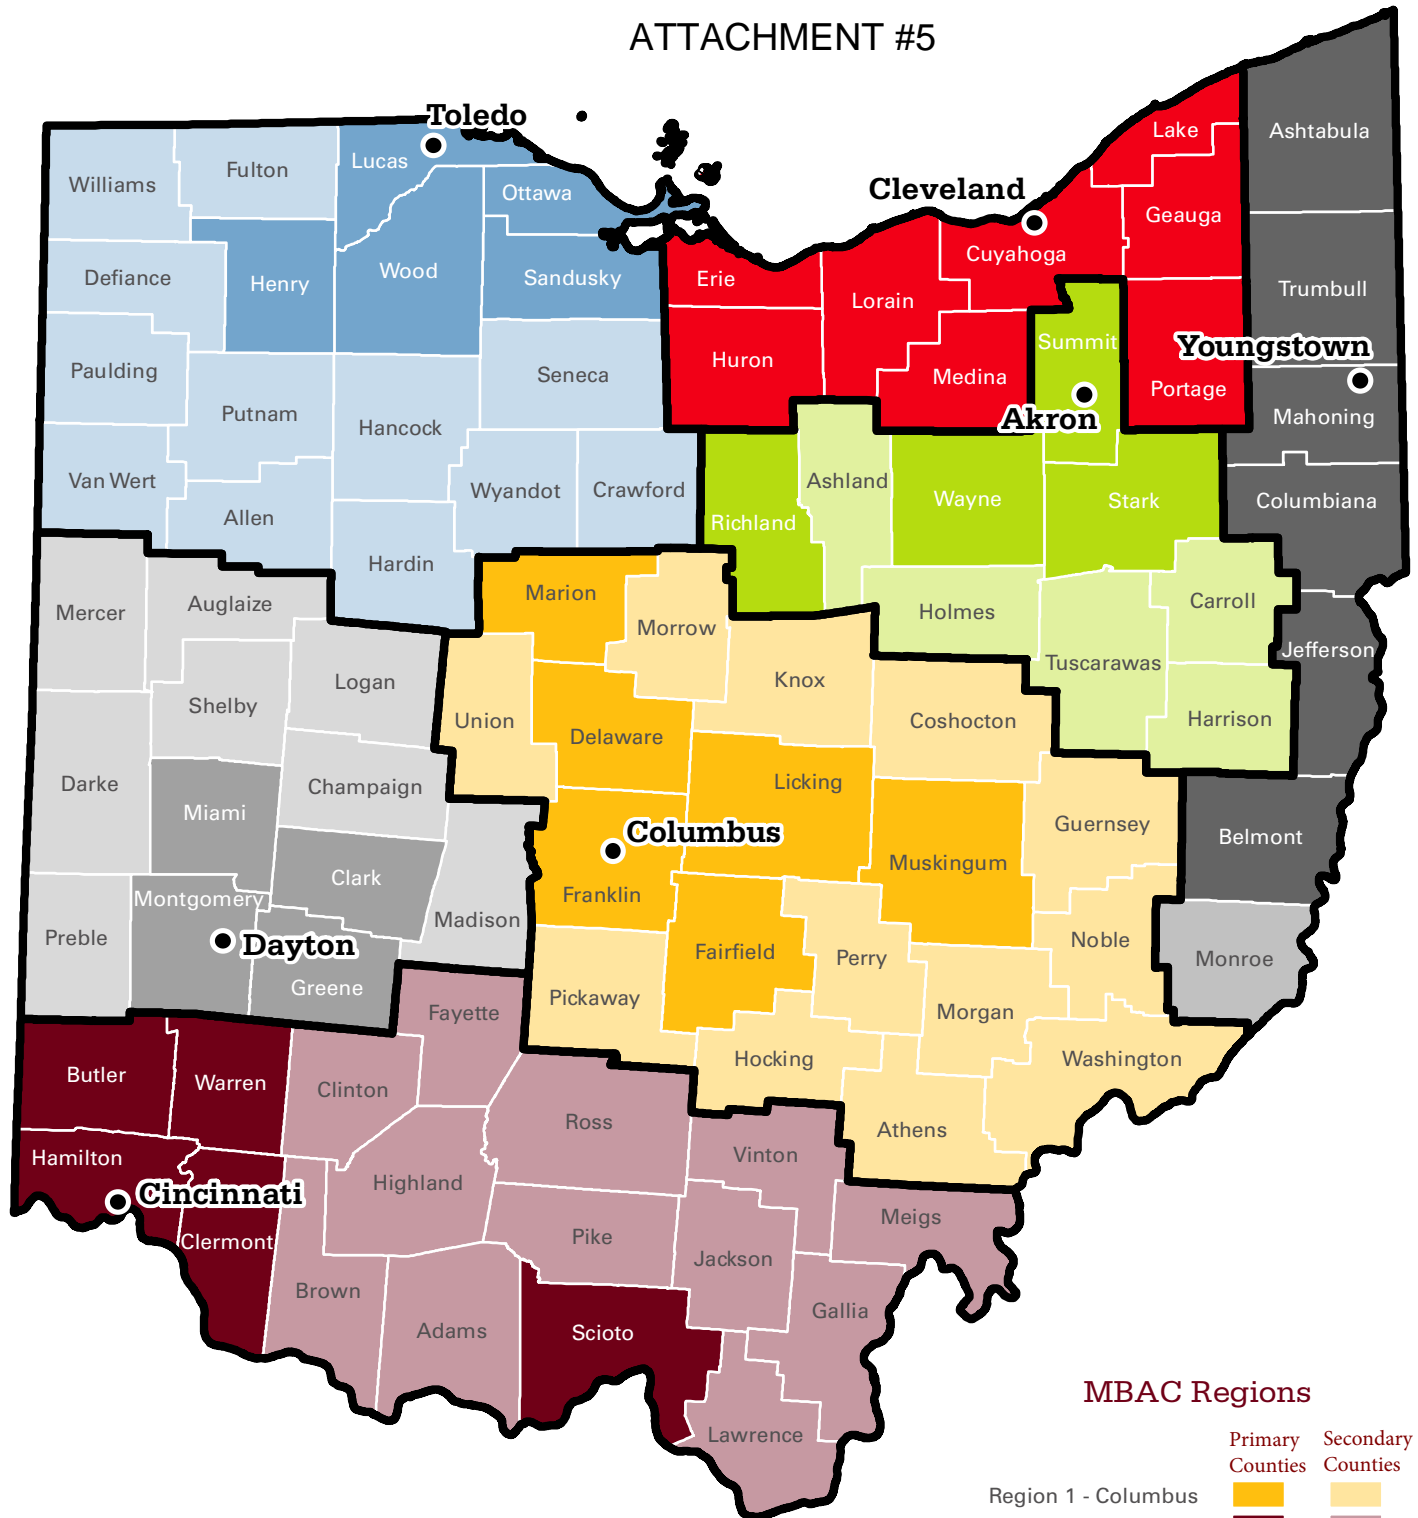 ATTACHMENT #5
Toledo
Lake
Ashtabula
Lucas
Fulton
Williams
Ottawa
Cleveland
Geauga
Cuyahoga
Wood
Defiance
Henry
Sandusky
Erie
Lorain
Trumbull
Summit
Youngstown
Huron
Paulding
Seneca
Medina
Portage
Putnam
Hancock
Akron
Mahoning
Van Wert
Wyandot
Crawford
Ashland
Wayne
Stark
Columbiana
Allen
Richland
Hardin
Marion
Mercer
Auglaize
Morrow
Holmes
Carroll
Jefferson
Tuscarawas
Logan
Knox
Shelby
Union
Coshocton
Harrison
Delaware
Darke
Champaign
Licking
Miami
Columbus
Guernsey
Belmont
Muskingum
Clark
Franklin
Montgomery
Madison
Preble
Dayton
Fairfield
Perry
Noble
Monroe
Greene
Pickaway
Fayette
Morgan
Hocking
Washington
Butler
Warren
Clinton
Ross
Athens
Hamilton
Vinton
Cincinnati
Highland
Clermont
Pike
Meigs
Jackson
Brown
Gallia
Adams
Scioto
Lawrence
MBAC Regions
Primary Secondary
Counties Counties
Region 1 - Columbus